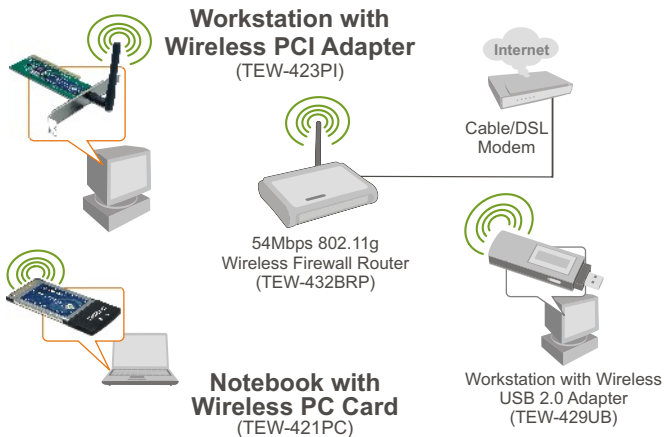 Workstation with
Wireless PCI Adapter
(TEW-423PI)
Internet
Cable/DSL
Modem
54Mbps 802.11g
Wireless Firewall Router
(TEW-432BRP)
Notebook with
Wireless PC Card
(TEW-421PC)
Workstation with Wireless
USB 2.0 Adapter
(TEW-429UB)